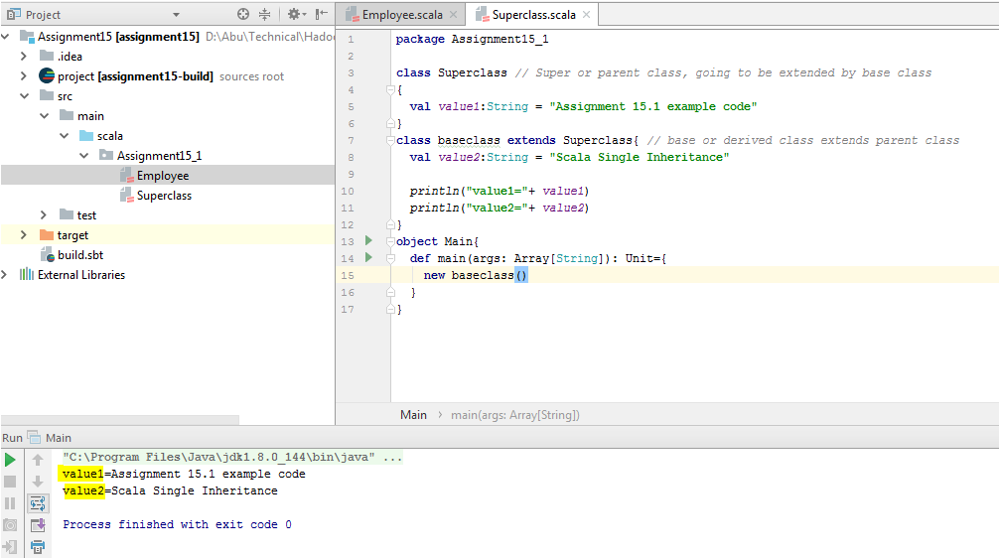 Project
Employee.scala
Superclass.scala
Assignment15 [assignment15] D:\Abu\Technical\Hadoo
.idea
project [assignment15-build] sources root
src
main
scala
Assignment15_1
Employee
Superclass
test
target
build.sbt
External Libraries
1 package Assignment15_1
2
3 class Superclass // Super or parent class, going to be extended by base class
4 {
5 val value1:String = "Assignment 15.1 example code"
6 }
7 class baseclass extends Superclass{ // base or derived class extends parent class
8 val value2:String = "Scala Single Inheritance"
9
10 println("value1="+ value1)
11 println("value2="+ value2)
12 }
13 object Main{
14 def main(args: Array[String]): Unit={
15 new baseclass()
16 }
17 }
Main › main(args: Array[String])
Run Main
"C:\Program Files\Java\jdk1.8.0_144\bin\java" ...
value1=Assignment 15.1 example code
value2=Scala Single Inheritance
Process finished with exit code 0